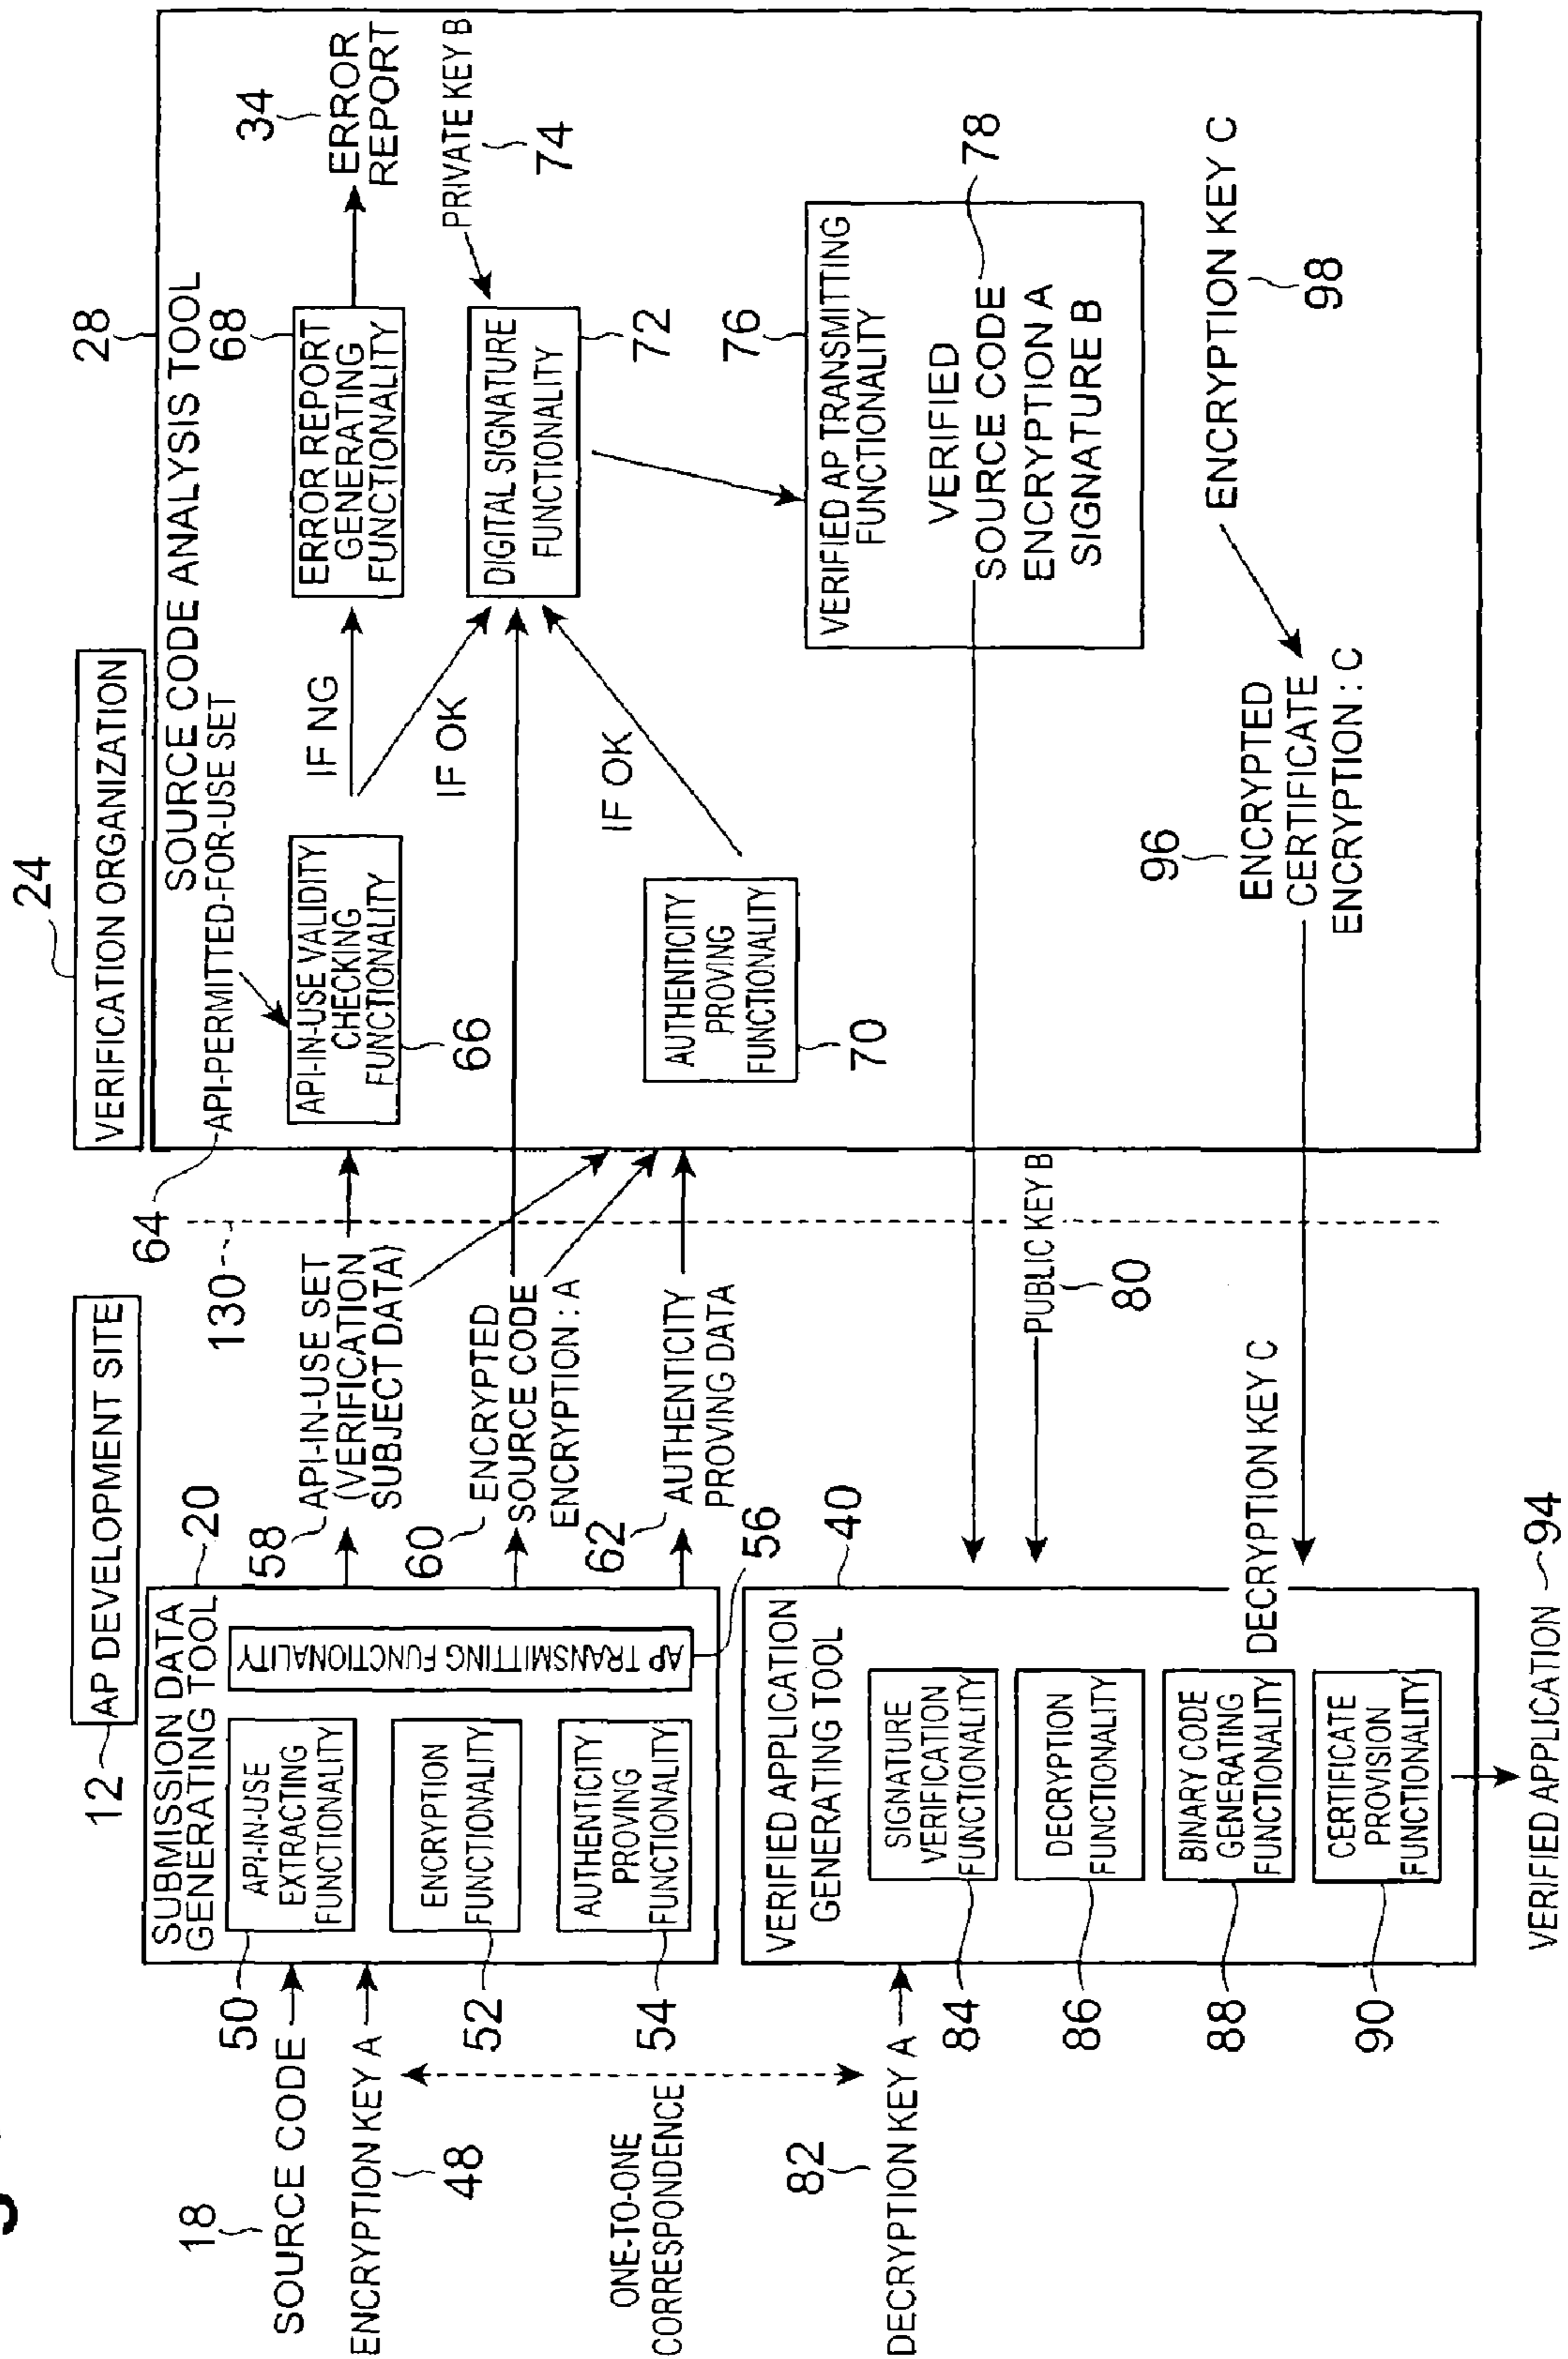 12
AP DEVELOPMENT SITE
24
VERIFICATION ORGANIZATION
28
SOURCE CODE ANALYSIS TOOL
18
SOURCE CODE
ENCRYPTION KEY A
48
ONE-TO-ONE
CORRESPONDENCE
82
DECRYPTION KEY A
20
SUBMISSION DATA
GENERATING TOOL
50
API-IN-USE
EXTRACTING
FUNCTIONALITY
52
ENCRYPTION
FUNCTIONALITY
54
AUTHENTICITY
PROVING
FUNCTIONALITY
AP TRANSMITTING FUNCTIONALITY
56
58
API-IN-USE SET
(VERIFICATION
SUBJECT DATA)
60
ENCRYPTED
SOURCE CODE
ENCRYPTION : A
62
AUTHENTICITY
PROVING DATA
130
64
API-PERMITTED-FOR-USE SET
API-IN-USE VALIDITY
CHECKING
FUNCTIONALITY
66
IF NG
IF OK
68
ERROR REPORT
GENERATING
FUNCTIONALITY
34
ERROR
REPORT
PRIVATE KEY B
74
DIGITAL SIGNATURE
FUNCTIONALITY
72
AUTHENTICITY
PROVING
FUNCTIONALITY
70
IF OK
76
VERIFIED AP TRANSMITTING
FUNCTIONALITY
VERIFIED
SOURCE CODE
ENCRYPTION A
SIGNATURE B
78
PUBLIC KEY B
80
ENCRYPTION KEY C
98
96
ENCRYPTED
CERTIFICATE
ENCRYPTION : C
DECRYPTION KEY C
40
VERIFIED APPLICATION
GENERATING TOOL
84
SIGNATURE
VERIFICATION
FUNCTIONALITY
86
DECRYPTION
FUNCTIONALITY
88
BINARY CODE
GENERATING
FUNCTIONALITY
90
CERTIFICATE
PROVISION
FUNCTIONALITY
VERIFIED APPLICATION
94